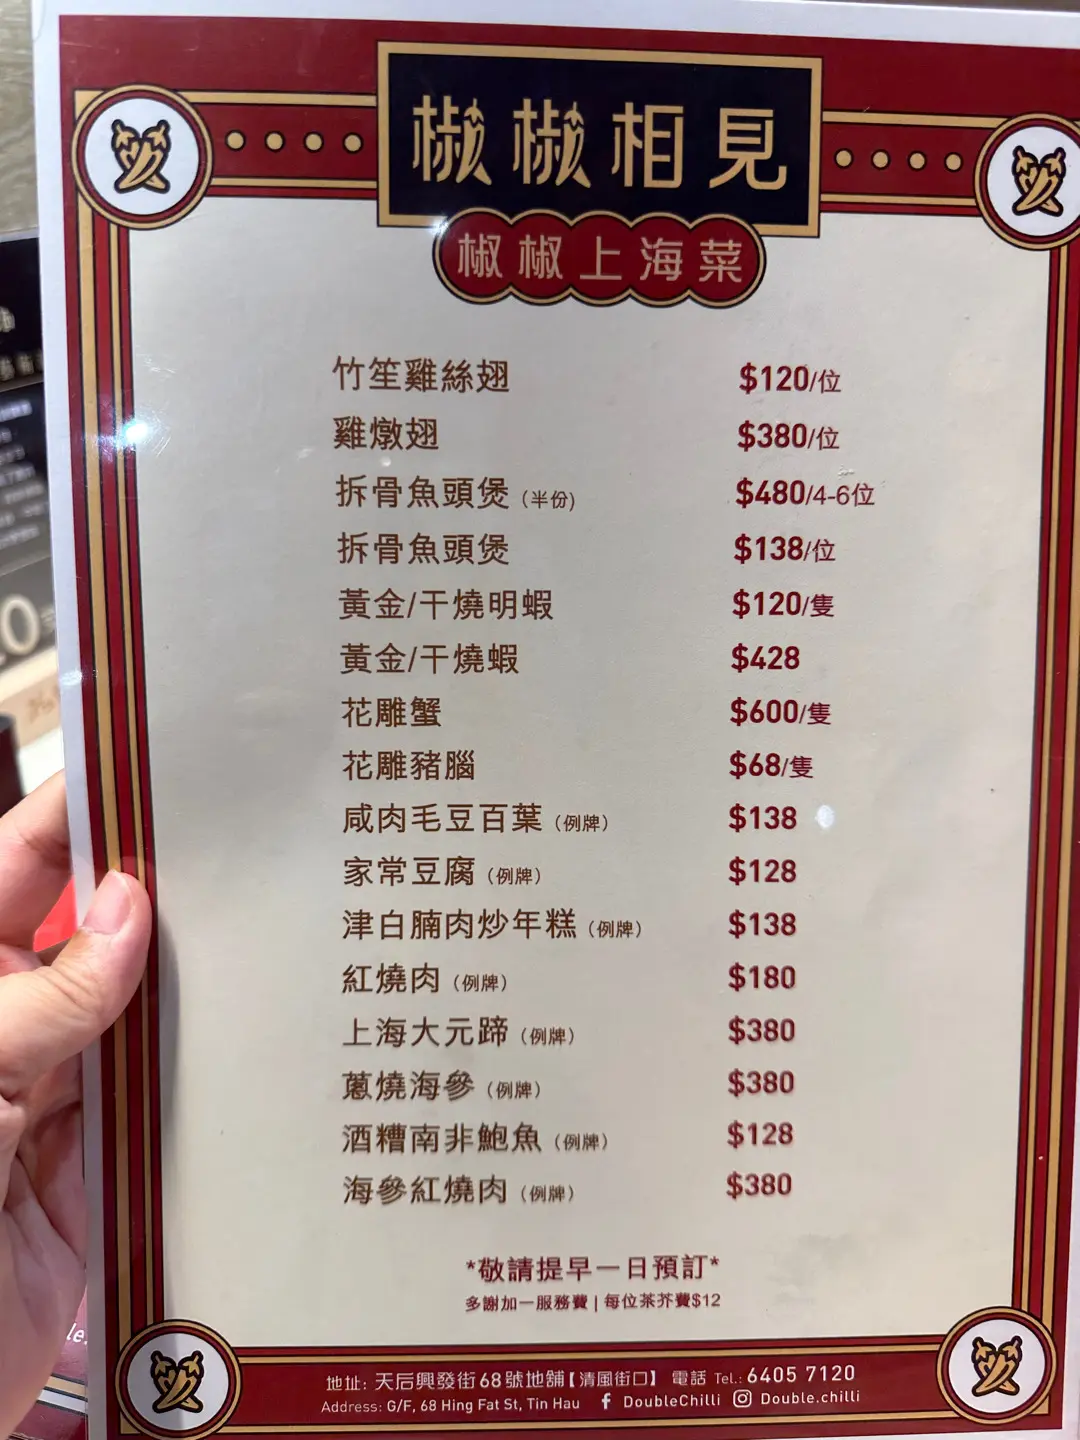 椒椒相見
椒椒上海菜
竹笙雞絲翅 $120/位
雞燉翅 $380/位
拆骨魚頭煲（半份) $480/4-6位
拆骨魚頭煲 $138/位
黃金/干燒明蝦 $120/隻
黃金/干燒蝦 $428
花雕蟹 $600/隻
花雕豬腦 $68/隻
咸肉毛豆百葉（例牌） $138
家常豆腐（例牌） $128
津白腩肉炒年糕（例牌） $138
紅燒肉（例牌） $180
上海大元蹄（例牌） $380
蔥燒海參（例牌） $380
酒糟南非鮑魚（例牌） $128
海參紅燒肉（例牌） $380
*敬請提早一日預訂*
多謝加一服務費 | 每位茶芥費$12
地址: 天后興發街68號地舖【清風街口】 電話 Tel.: 6405 7120
Address: G/F, 68 Hing Fat St, Tin Hau DoubleChilli Double.chilli